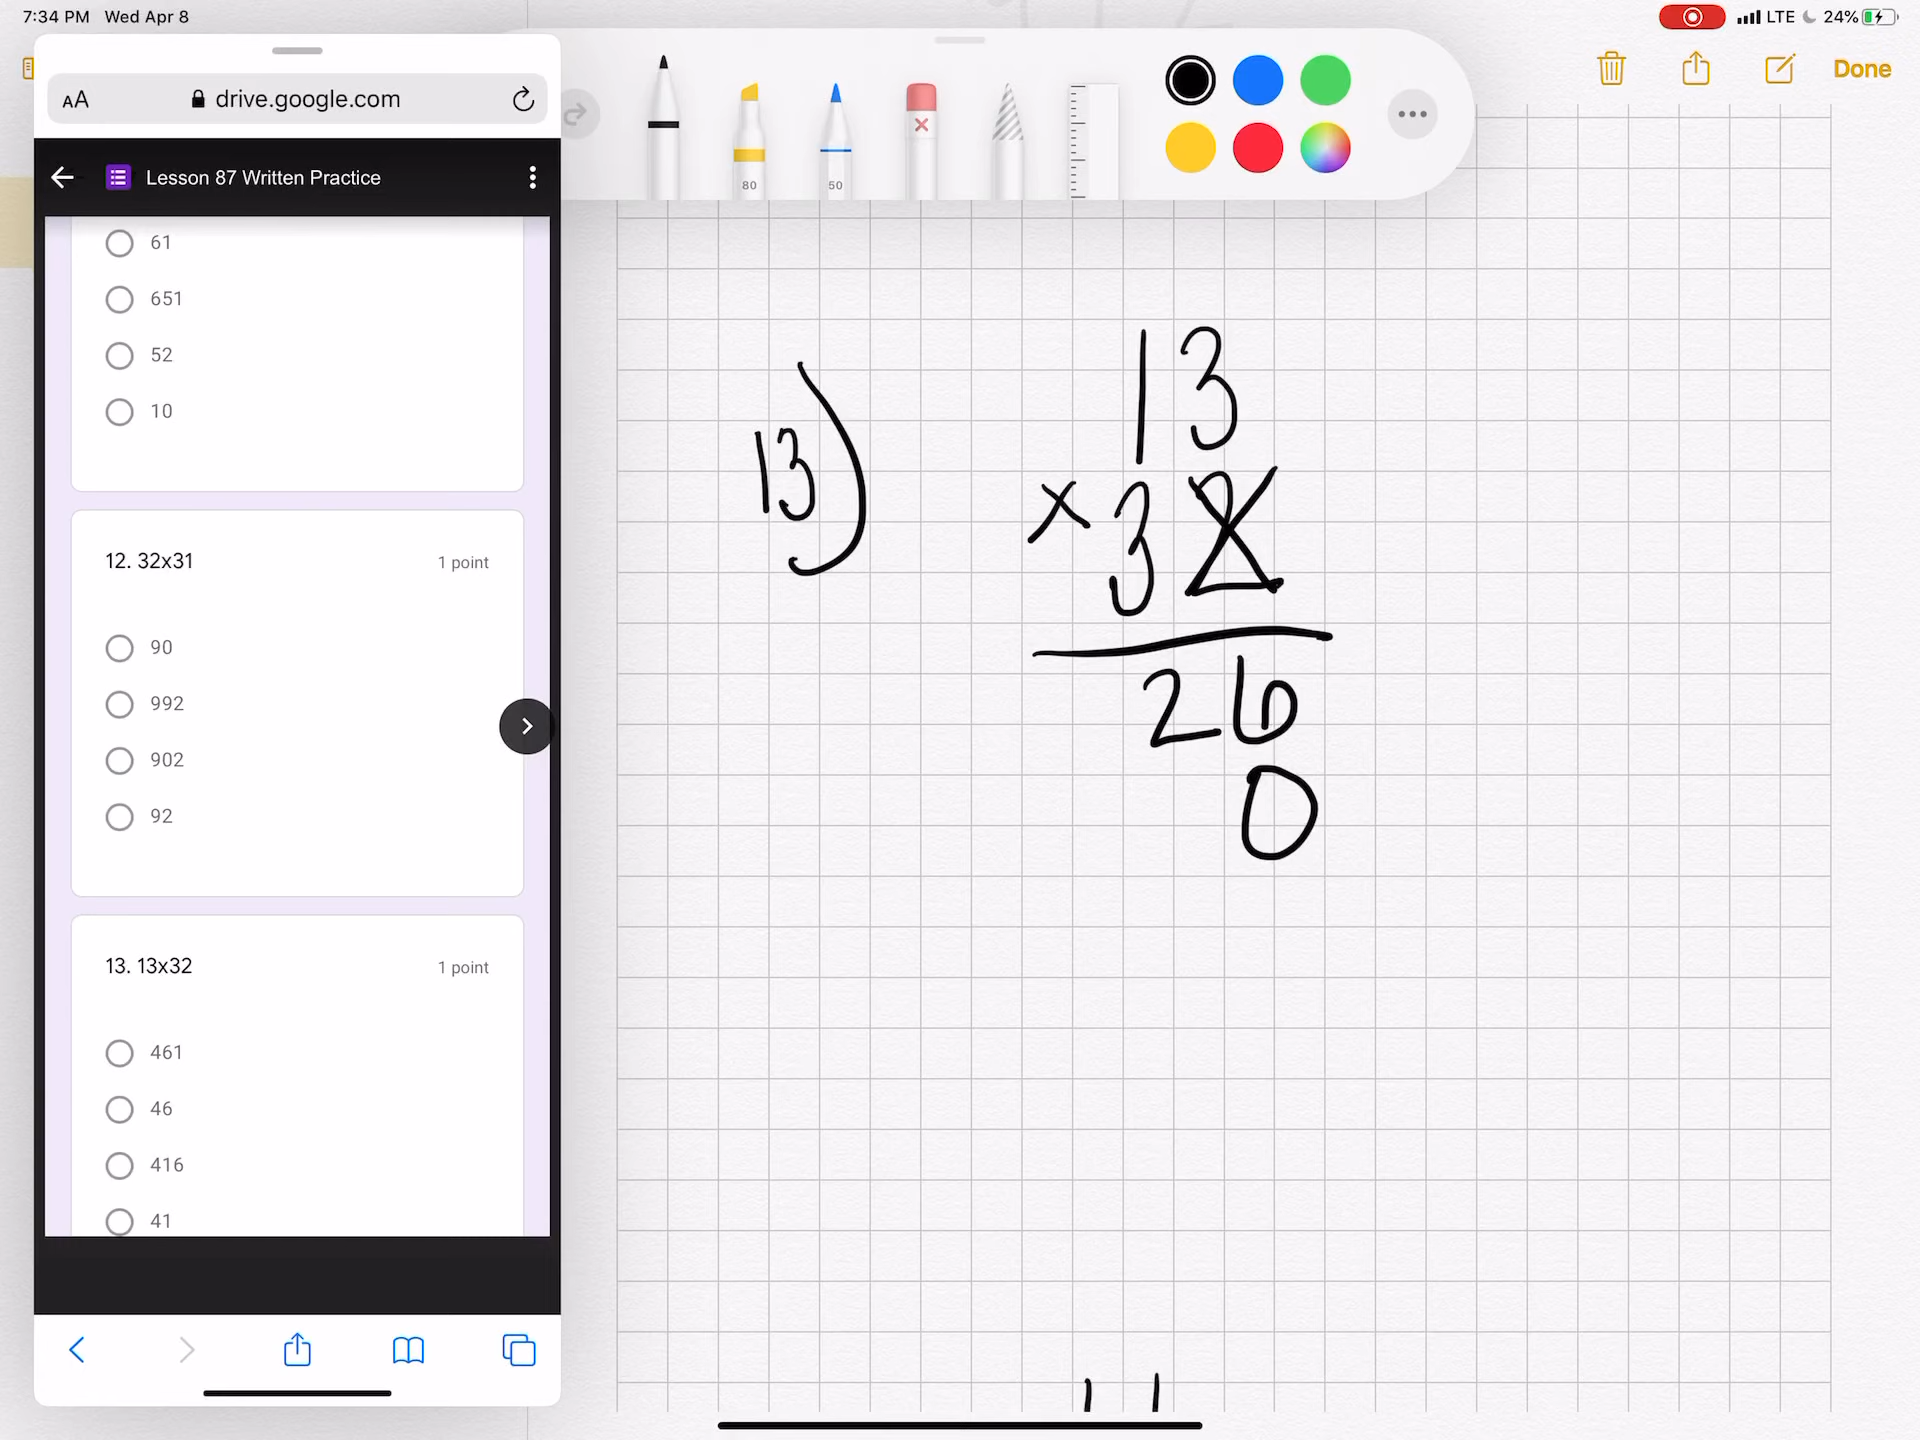 7:34 PM Wed Apr 8
LTE 24%
AA drive.google.com
Done
80
50
Lesson 87 Written Practice
61
651
52
10
12. 32x31 1 point
90
992
902
92
13. 13x32 1 point
461
46
416
41
13)
13
x 32
26
0